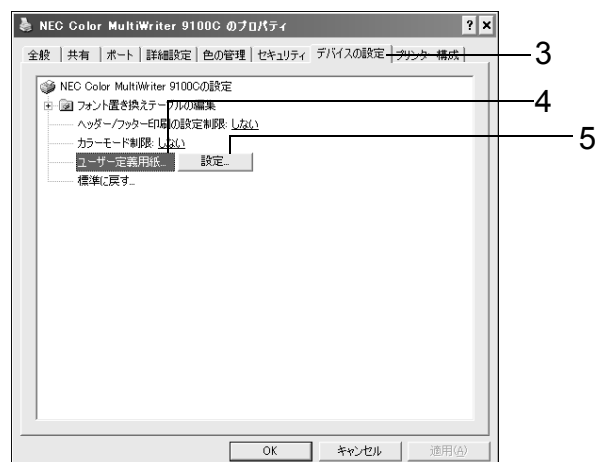 NEC Color MultiWriter 9100C のプロパティ
全般 共有 ポート 詳細設定 色の管理 セキュリティ デバイスの設定 プリンター構成 3
NEC Color MultiWriter 9100Cの設定
フォント置き換えテーブルの編集 4
ヘッダー/フッター印刷の設定制限: しない
カラーモード制限: しない 5
ユーザー定義用紙... 設定...
標準に戻す...
OK キャンセル 適用(A)